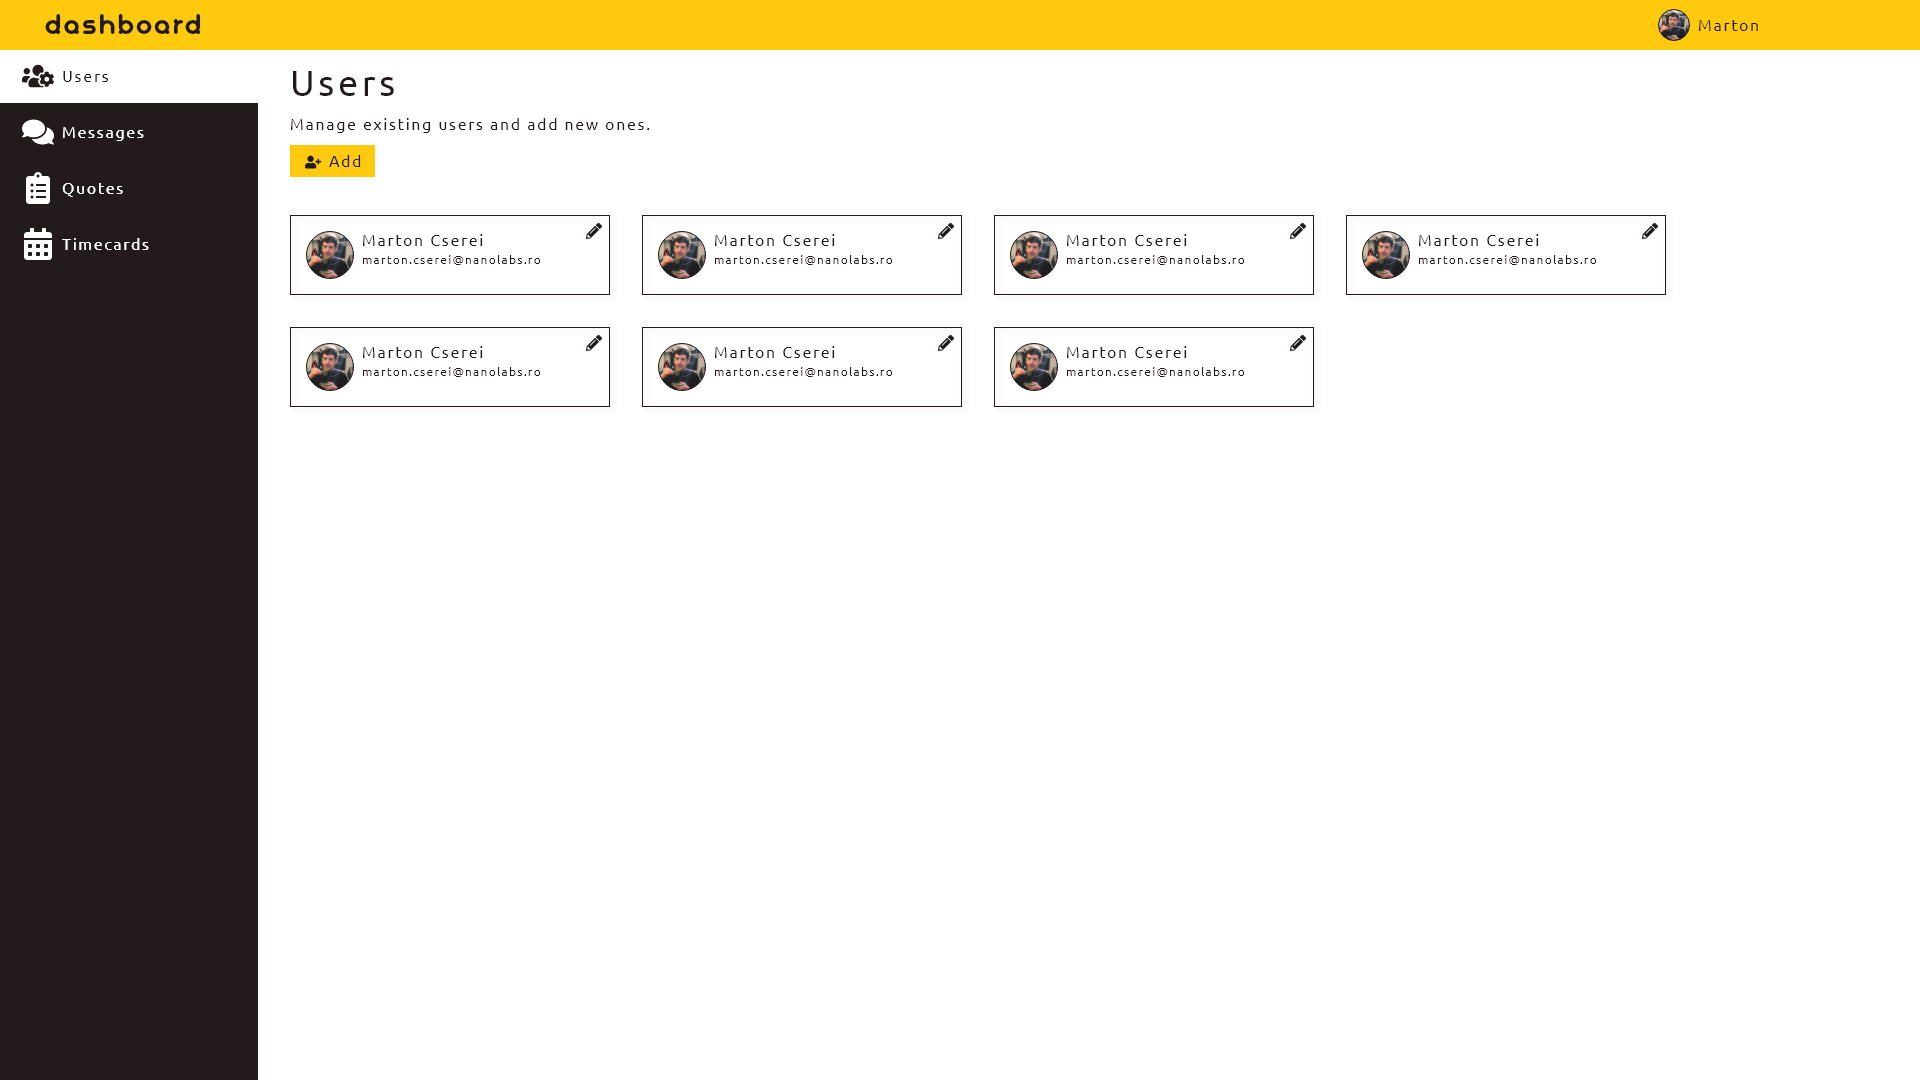 dashboard
Marton
Users
Messages
Quotes
Timecards
Users
Manage existing users and add new ones.
Add
Marton Cserei
marton.cserei@nanolabs.ro
Marton Cserei
marton.cserei@nanolabs.ro
Marton Cserei
marton.cserei@nanolabs.ro
Marton Cserei
marton.cserei@nanolabs.ro
Marton Cserei
marton.cserei@nanolabs.ro
Marton Cserei
marton.cserei@nanolabs.ro
Marton Cserei
marton.cserei@nanolabs.ro